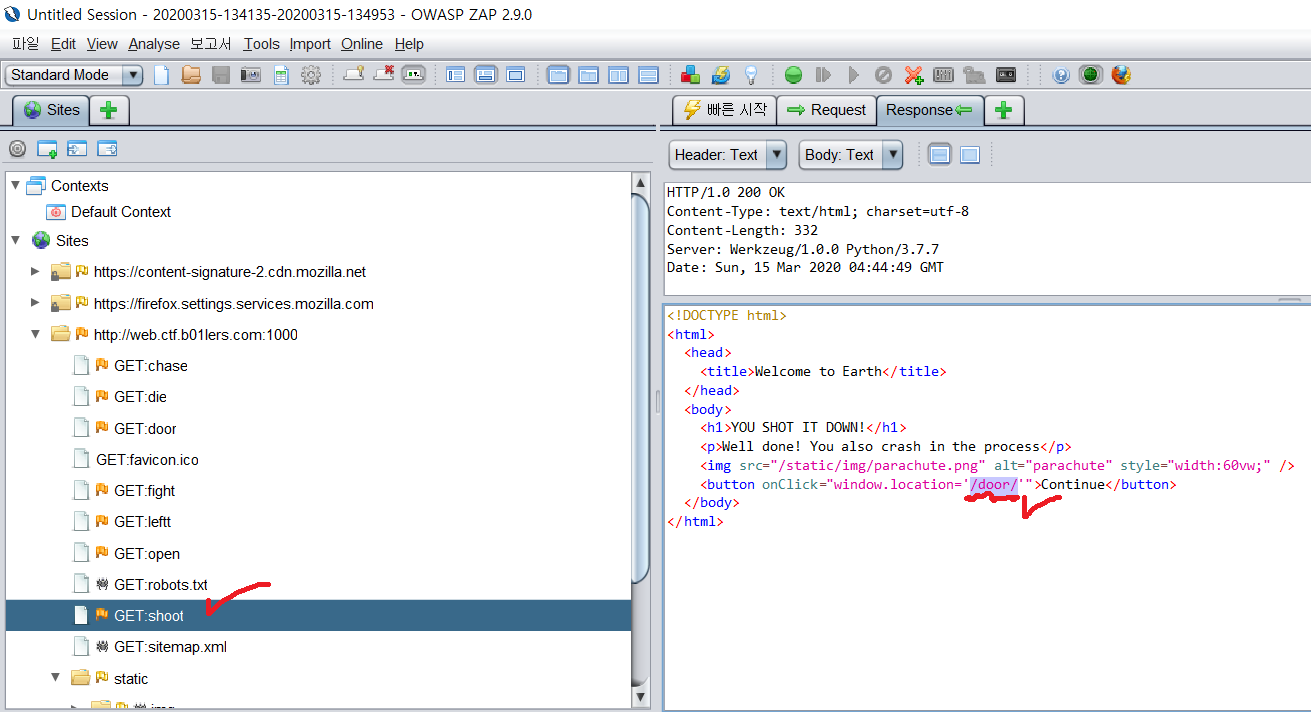 Untitled Session - 20200315-134135-20200315-134953 - OWASP ZAP 2.9.0
파일 Edit View Analyse 보고서 Tools Import Online Help
Standard Mode
Sites
빠른 시작 Request Response
Header: Text Body: Text
Contexts
Default Context
Sites
https://content-signature-2.cdn.mozilla.net
https://firefox.settings.services.mozilla.com
http://web.ctf.b01lers.com:1000
GET:chase
GET:die
GET:door
GET:favicon.ico
GET:fight
GET:leftt
GET:open
GET:robots.txt
GET:shoot
GET:sitemap.xml
static
HTTP/1.0 200 OK
Content-Type: text/html; charset=utf-8
Content-Length: 332
Server: Werkzeug/1.0.0 Python/3.7.7
Date: Sun, 15 Mar 2020 04:44:49 GMT
<!DOCTYPE html>
<html>
<head>
<title>Welcome to Earth</title>
</head>
<body>
<h1>YOU SHOT IT DOWN!</h1>
<p>Well done! You also crash in the process</p>
<img src="/static/img/parachute.png" alt="parachute" style="width:60vw;" />
<button onClick="window.location='/door/'">Continue</button>
</body>
</html>